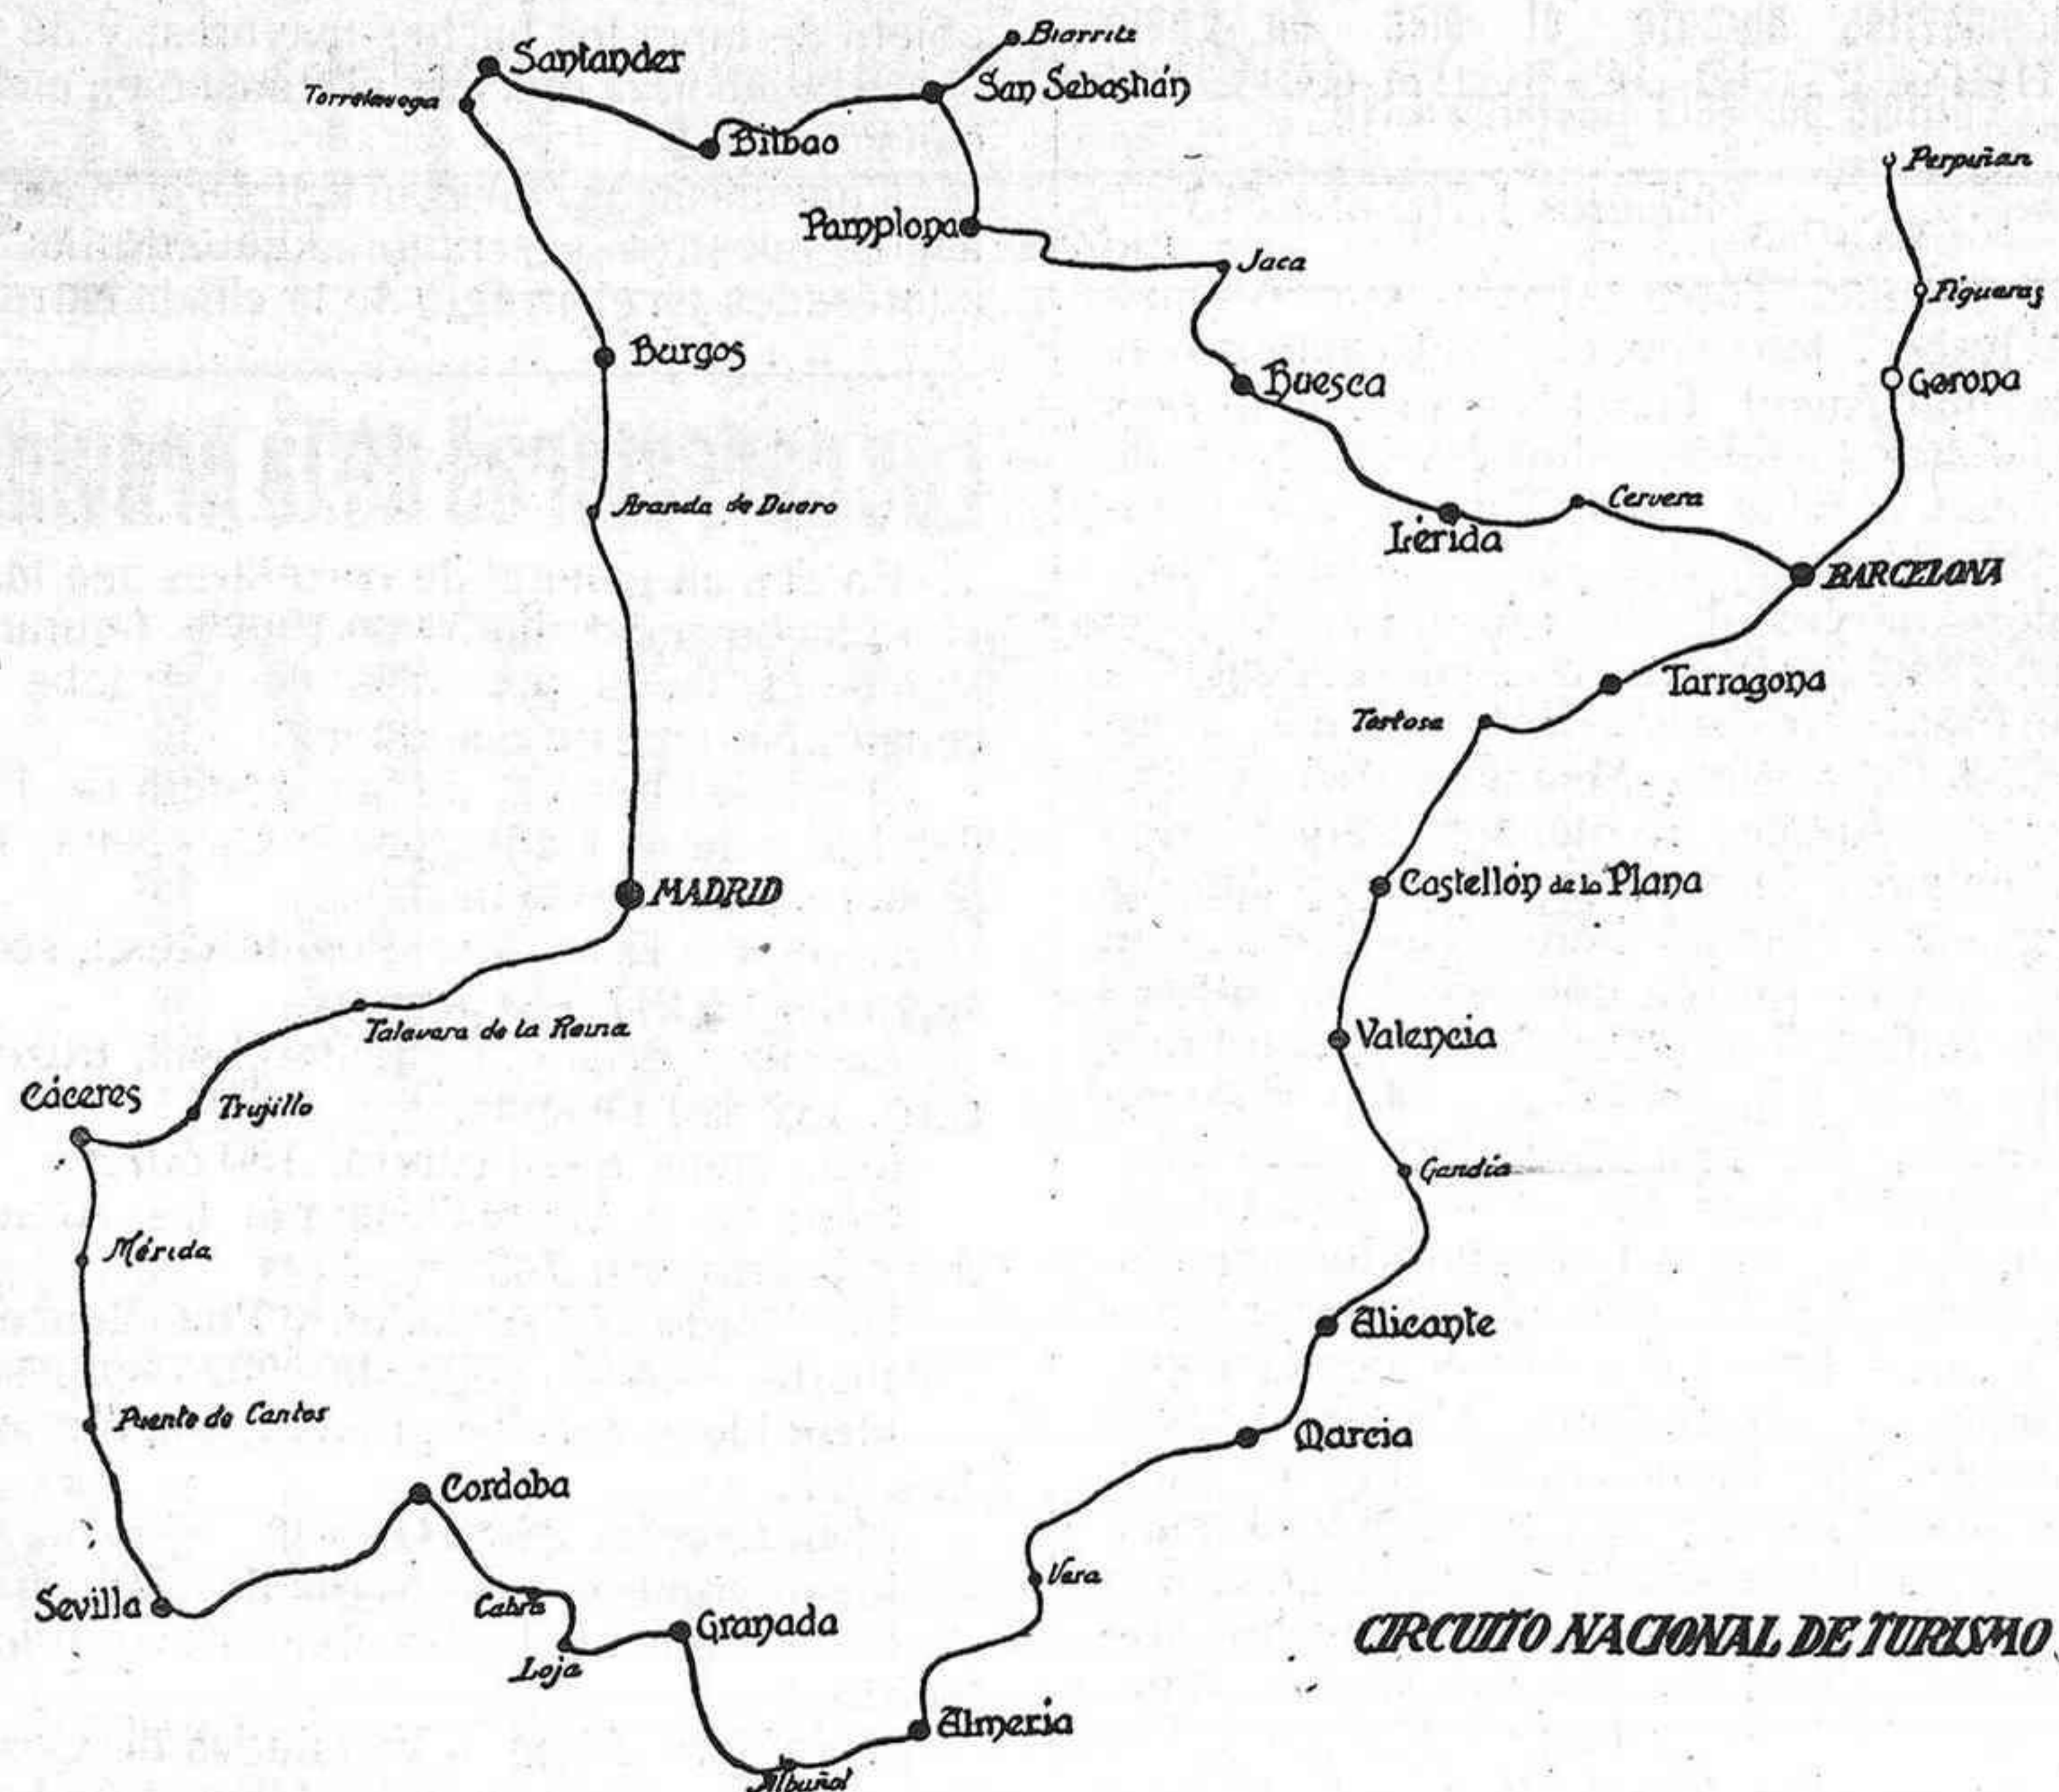 Biarritz
Santander
San Sebastián
Torrelavega
Bilbao
Perpiñan
Pamplona
Jaca
Figueras
Burgos
Huesca
Gerona
Cervera
Aranda de Duero
Lérida
BARCELONA
Tarragona
Tortosa
Castellón de la Plana
MADRID
Talavera de la Reina
Valencia
Cáceres
Trujillo
Gandía
Mérida
Alicante
Puente de Cantos
Murcia
Cordoba
Vera
Sevilla
Cabra
Granada
CIRCUITO NACIONAL DE TURISMO
Loja
Almeria
Albuñol